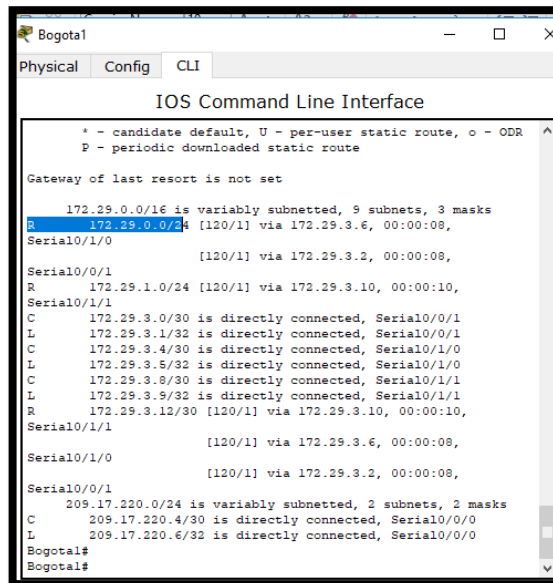 Bogota1
Physical Config CLI
IOS Command Line Interface
* - candidate default, U - per-user static route, o - ODR
P - periodic downloaded static route
Gateway of last resort is not set
172.29.0.0/16 is variably subnetted, 9 subnets, 3 masks
R 172.29.0.0/24 [120/1] via 172.29.3.6, 00:00:08,
Serial0/1/0
[120/1] via 172.29.3.2, 00:00:08,
Serial0/0/1
R 172.29.1.0/24 [120/1] via 172.29.3.10, 00:00:10,
Serial0/1/1
C 172.29.3.0/30 is directly connected, Serial0/0/1
L 172.29.3.1/32 is directly connected, Serial0/0/1
C 172.29.3.4/30 is directly connected, Serial0/1/0
L 172.29.3.5/32 is directly connected, Serial0/1/0
C 172.29.3.8/30 is directly connected, Serial0/1/1
L 172.29.3.9/32 is directly connected, Serial0/1/1
R 172.29.3.12/30 [120/1] via 172.29.3.10, 00:00:10,
Serial0/1/1
[120/1] via 172.29.3.6, 00:00:08,
Serial0/1/0
[120/1] via 172.29.3.2, 00:00:08,
Serial0/0/1
209.17.220.0/24 is variably subnetted, 2 subnets, 2 masks
C 209.17.220.4/30 is directly connected, Serial0/0/0
L 209.17.220.6/32 is directly connected, Serial0/0/0
Bogota1#
Bogota1#